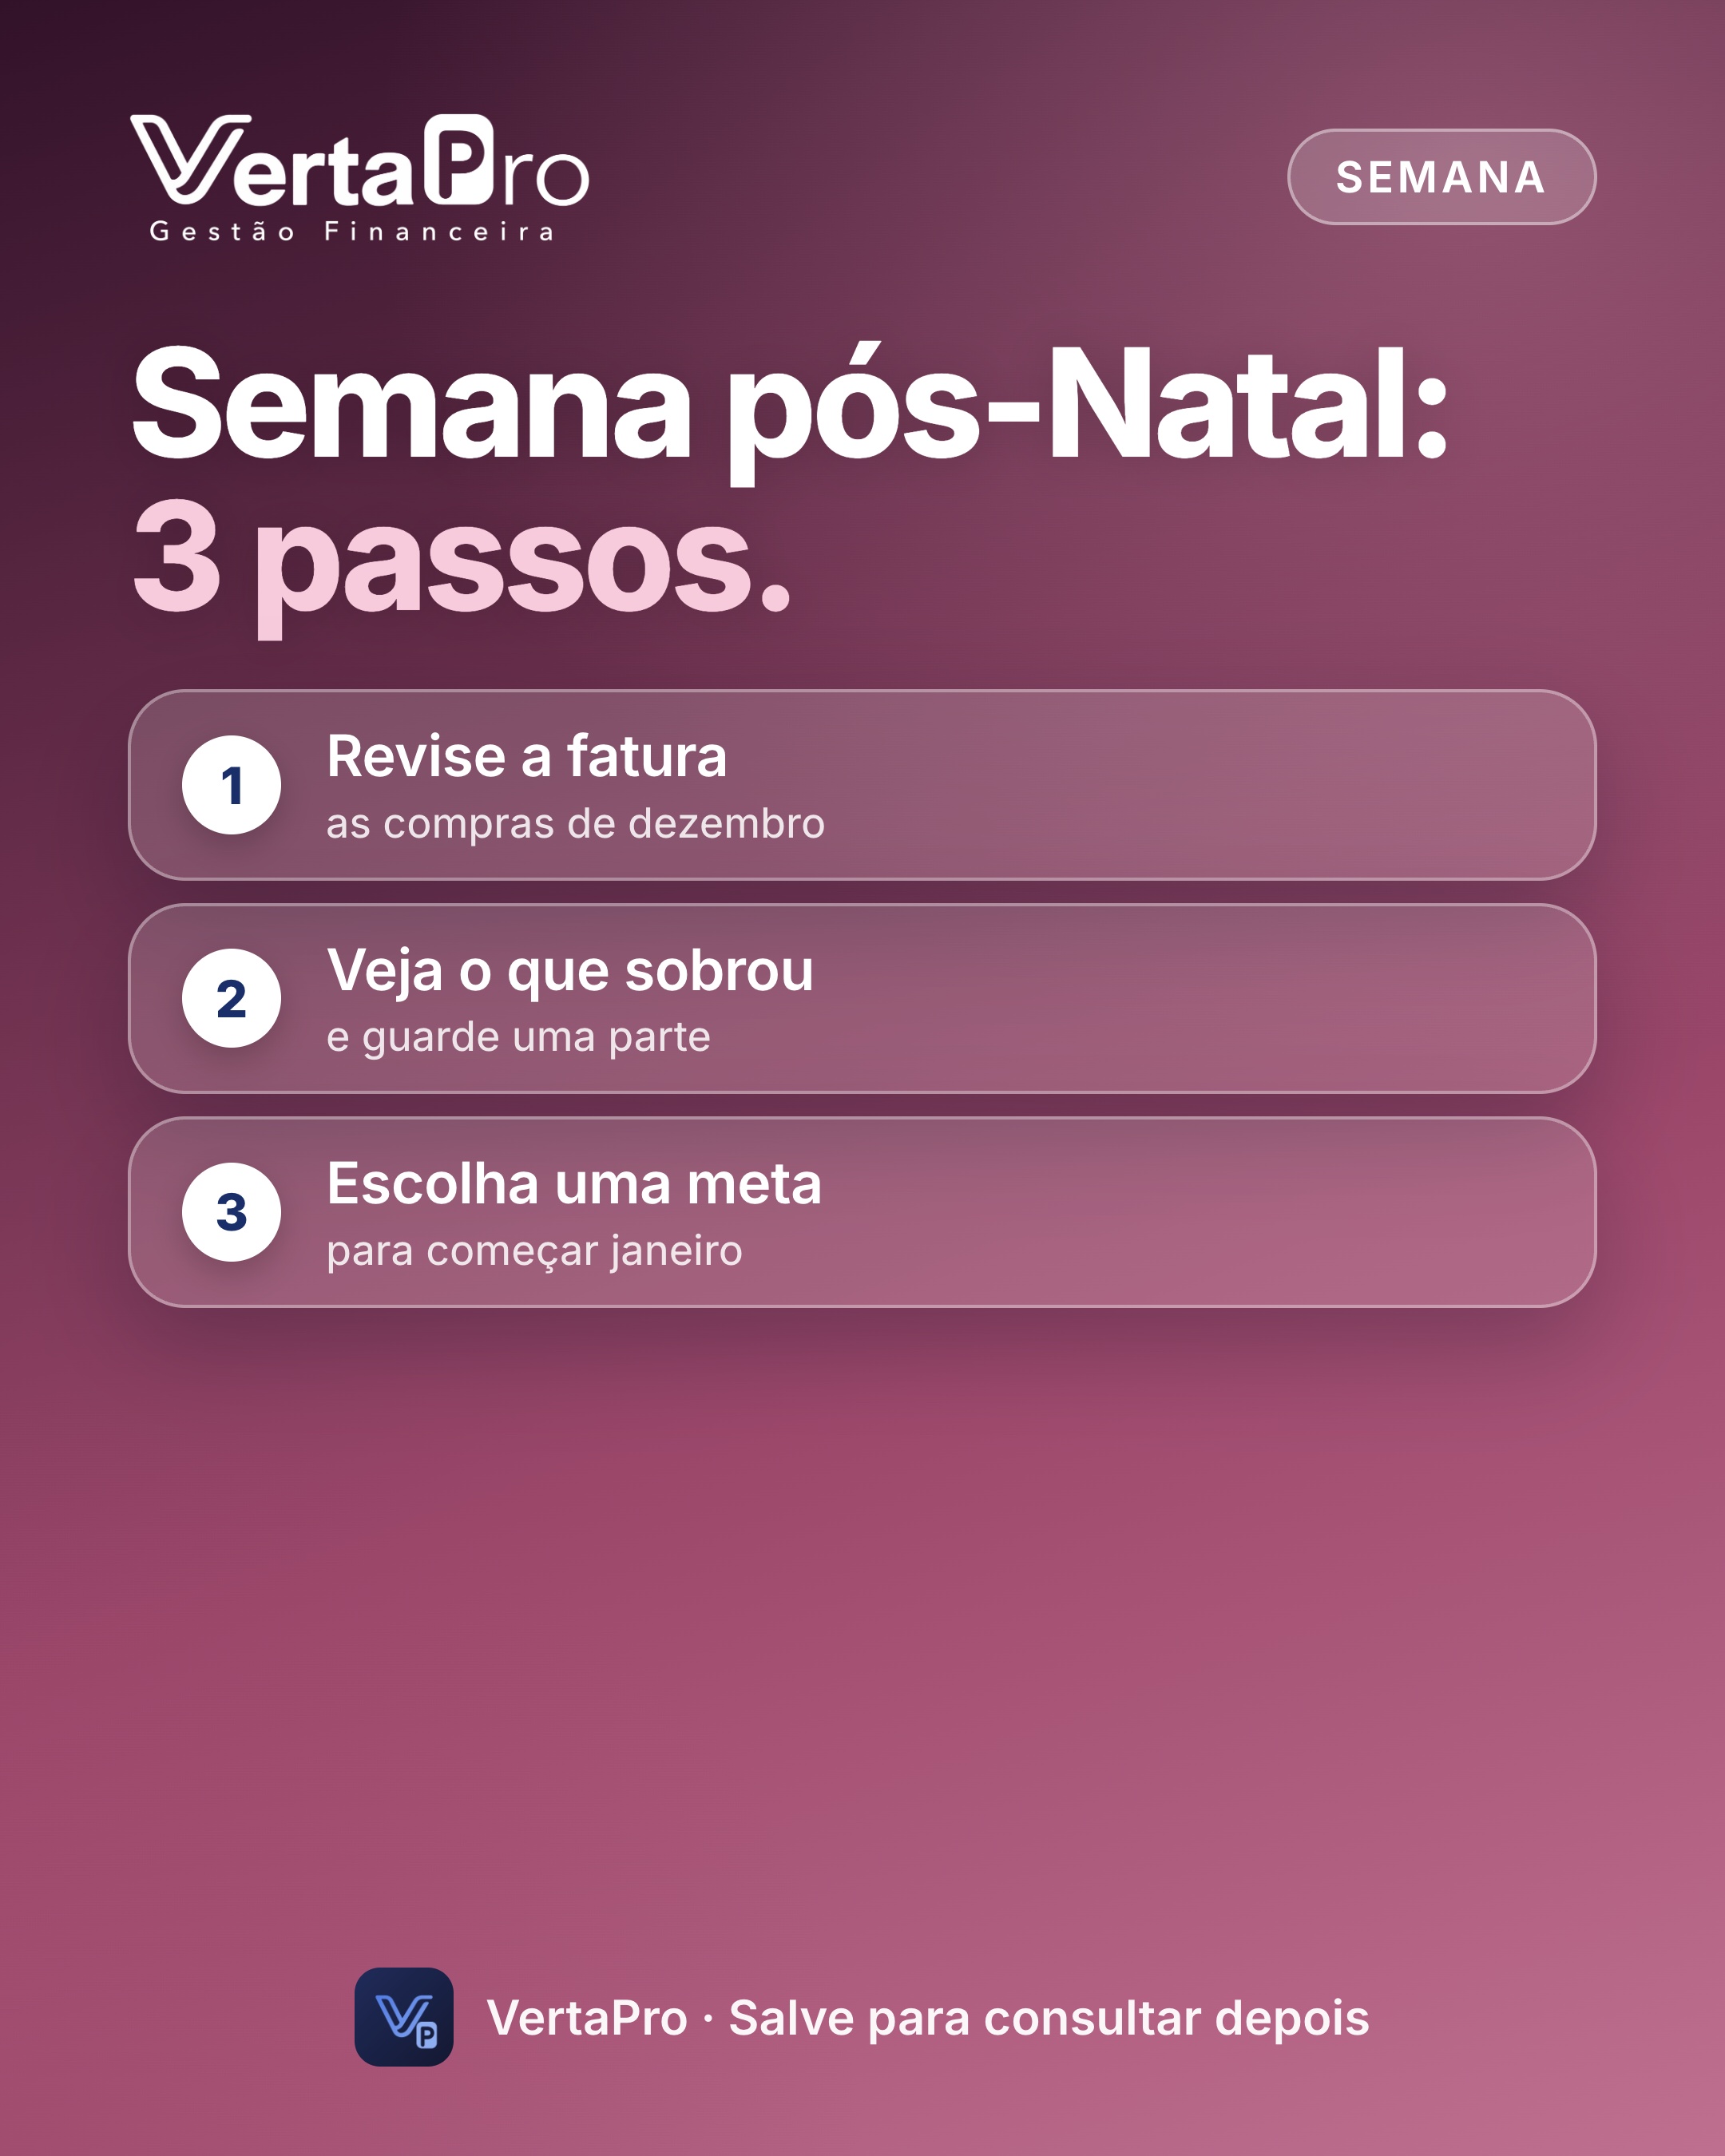 VertaPro
Gestão Financeira
SEMANA
Semana pós-Natal:
3 passos.
1
Revise a fatura
as compras de dezembro
2
Veja o que sobrou
e guarde uma parte
3
Escolha uma meta
para começar janeiro
VP
VertaPro · Salve para consultar depois